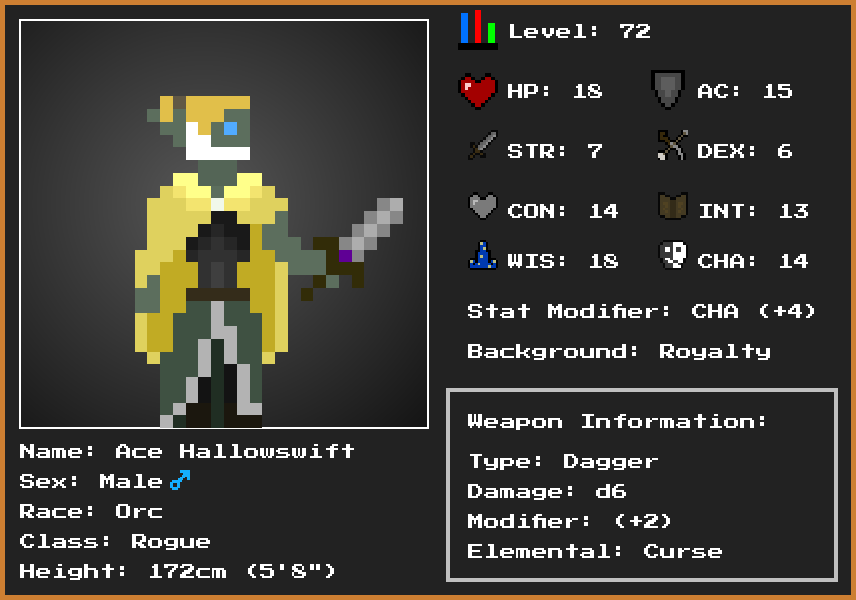 Level: 72
HP: 18
AC: 15
STR: 7
DEX: 6
CON: 14
INT: 13
WIS: 18
CHA: 14
Stat Modifier: CHA (+4)
Background: Royalty
Weapon Information:
Type: Dagger
Damage: d6
Modifier: (+2)
Elemental: Curse
Name: Ace Hallowswift
Sex: Male♂
Race: Orc
Class: Rogue
Height: 172cm (5'8")